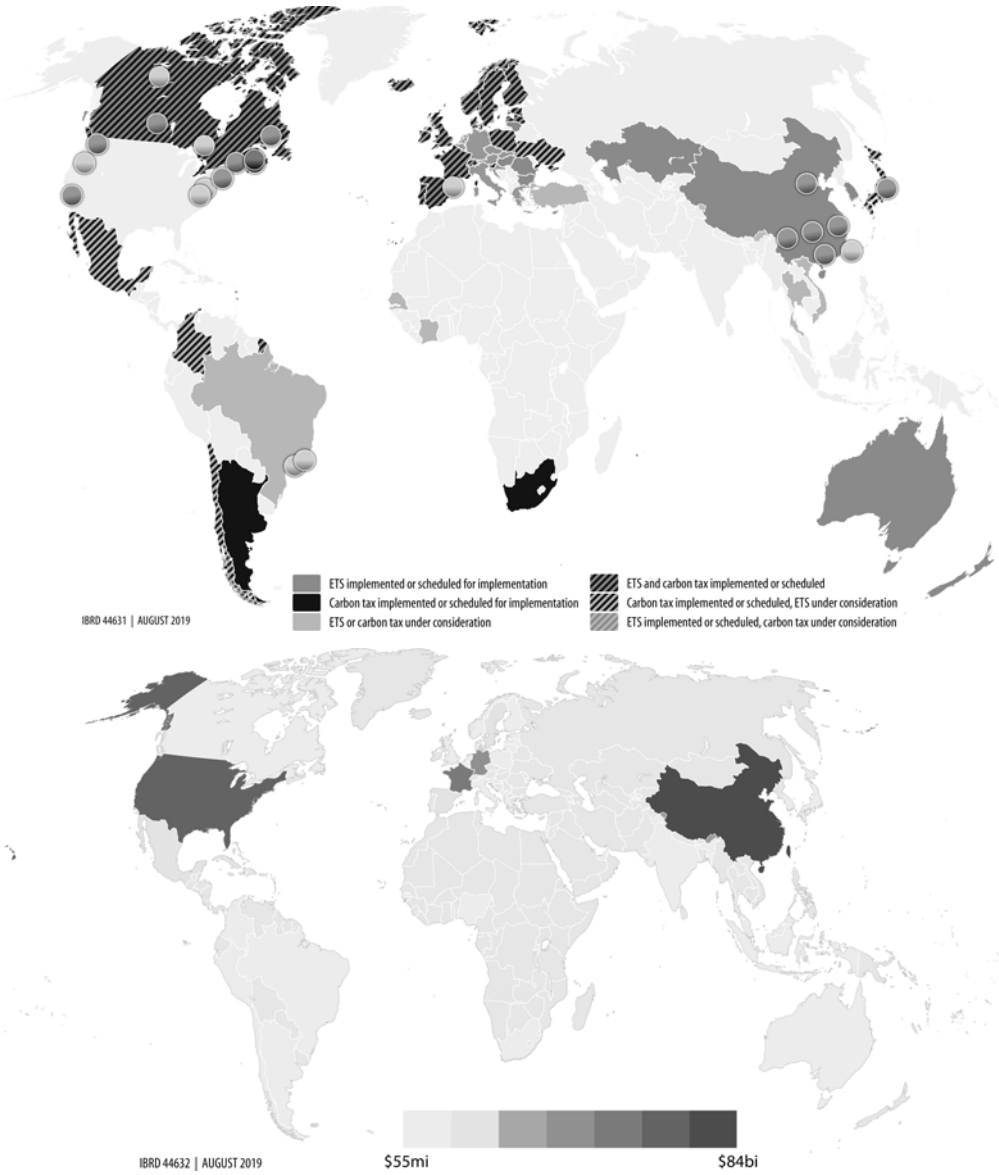 ETS implemented or scheduled for implementation
Carbon tax implemented or scheduled for implementation
ETS or carbon tax under consideration
ETS and carbon tax implemented or scheduled
Carbon tax implemented or scheduled, ETS under consideration
ETS implemented or scheduled, carbon tax under consideration
IBRD 44631 | AUGUST 2019
$55mi
$84bi
IBRD 44632 | AUGUST 2019